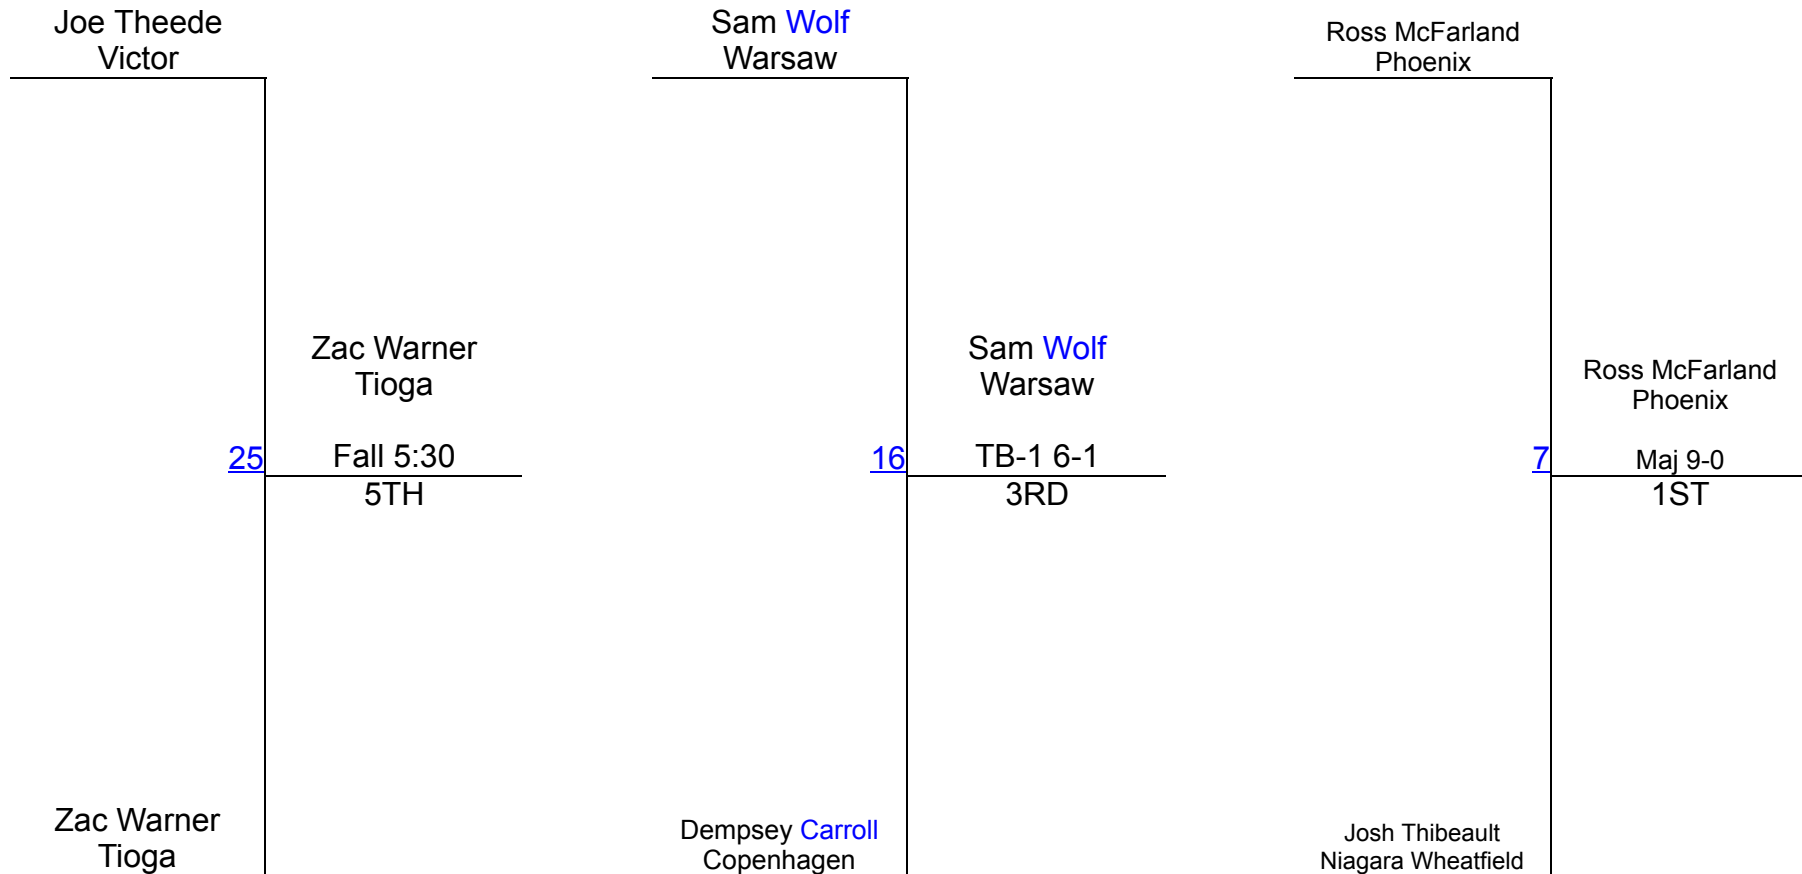 Joe Theede
Victor
Zac Warner
Tioga
25
Fall 5:30
5TH
Zac Warner
Tioga
Sam Wolf
Warsaw
Sam Wolf
Warsaw
16
TB-1 6-1
3RD
Dempsey Carroll
Copenhagen
Ross McFarland
Phoenix
Ross McFarland
Phoenix
7
Maj 9-0
1ST
Josh Thibeault
Niagara Wheatfield